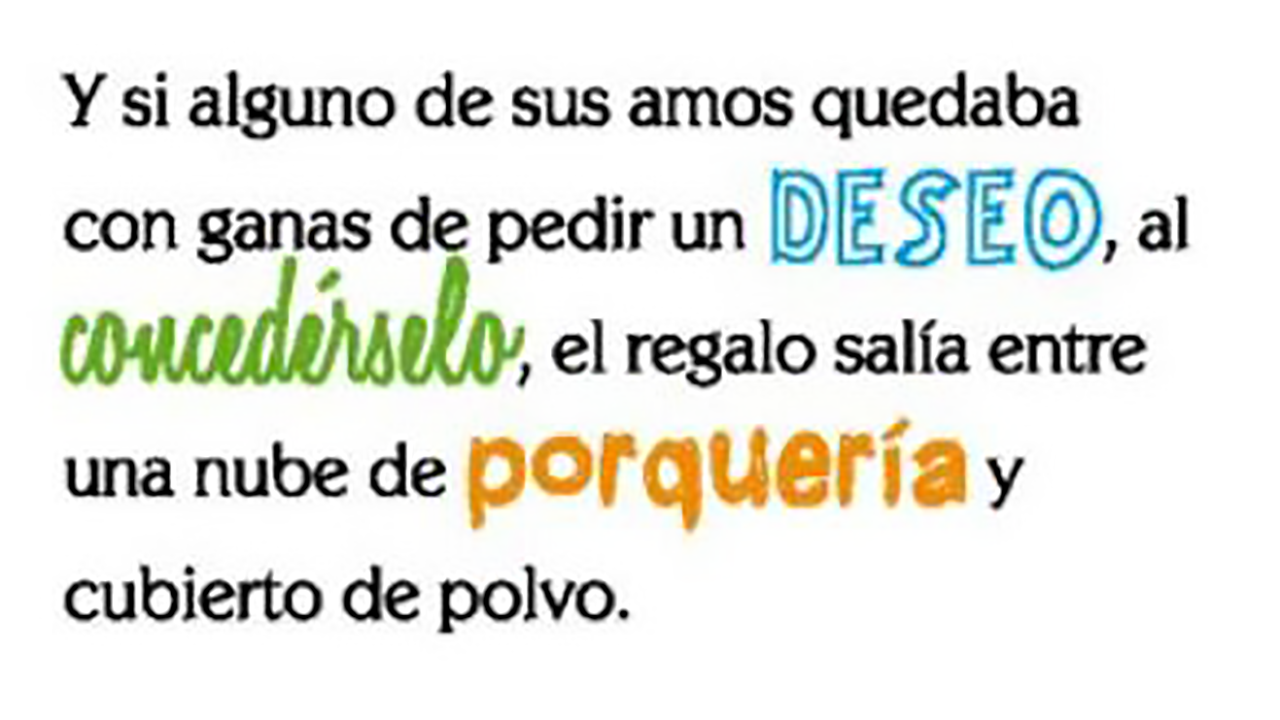 Y si alguno de sus amos quedaba
con ganas de pedir un DESEO, al
concedérselo, el regalo salía entre
una nube de porquería y
cubierto de polvo.